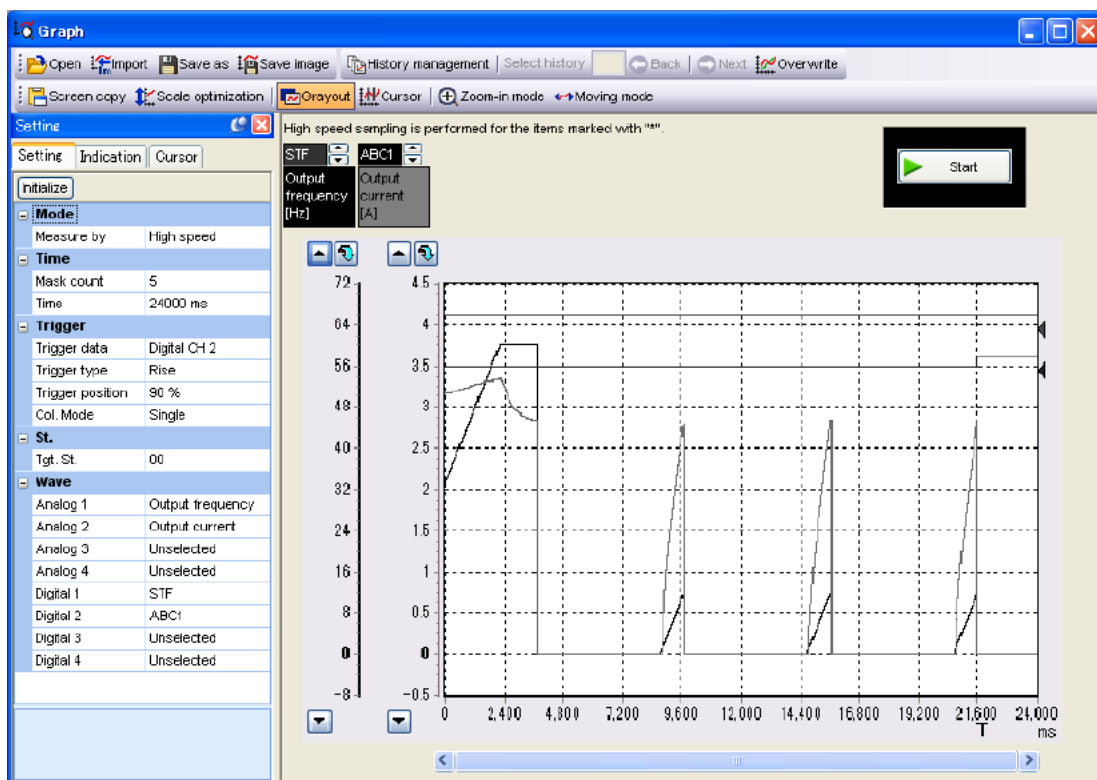 Graph
Open Import Save as Save image History management Select history Back Next Overwrite
Screen copy Scale optimization Grayout Cursor Zoom-in mode Moving mode
Setting
Setting Indication Cursor
Initialize
Mode
Measure by High speed
Time
Mask count 5
Time 24000 ms
Trigger
Trigger data Digital CH 2
Trigger type Rise
Trigger position 90 %
Col. Mode Single
St.
Tgt. St. 00
Wave
Analog 1 Output frequency
Analog 2 Output current
Analog 3 Unselected
Analog 4 Unselected
Digital 1 STF
Digital 2 ABC1
Digital 3 Unselected
Digital 4 Unselected
High speed sampling is performed for the items marked with "*".
STF ABC1
Output frequency [Hz]
Output current [A]
Start
72 4.5
64 4
56 3.5
48 3
40 2.5
32 2
24 1.5
16 1
8 0.5
0 0
-8 -0.5
0 2,400 4,800 7,200 9,600 12,000 14,400 16,800 19,200 21,600 24,000
T ms